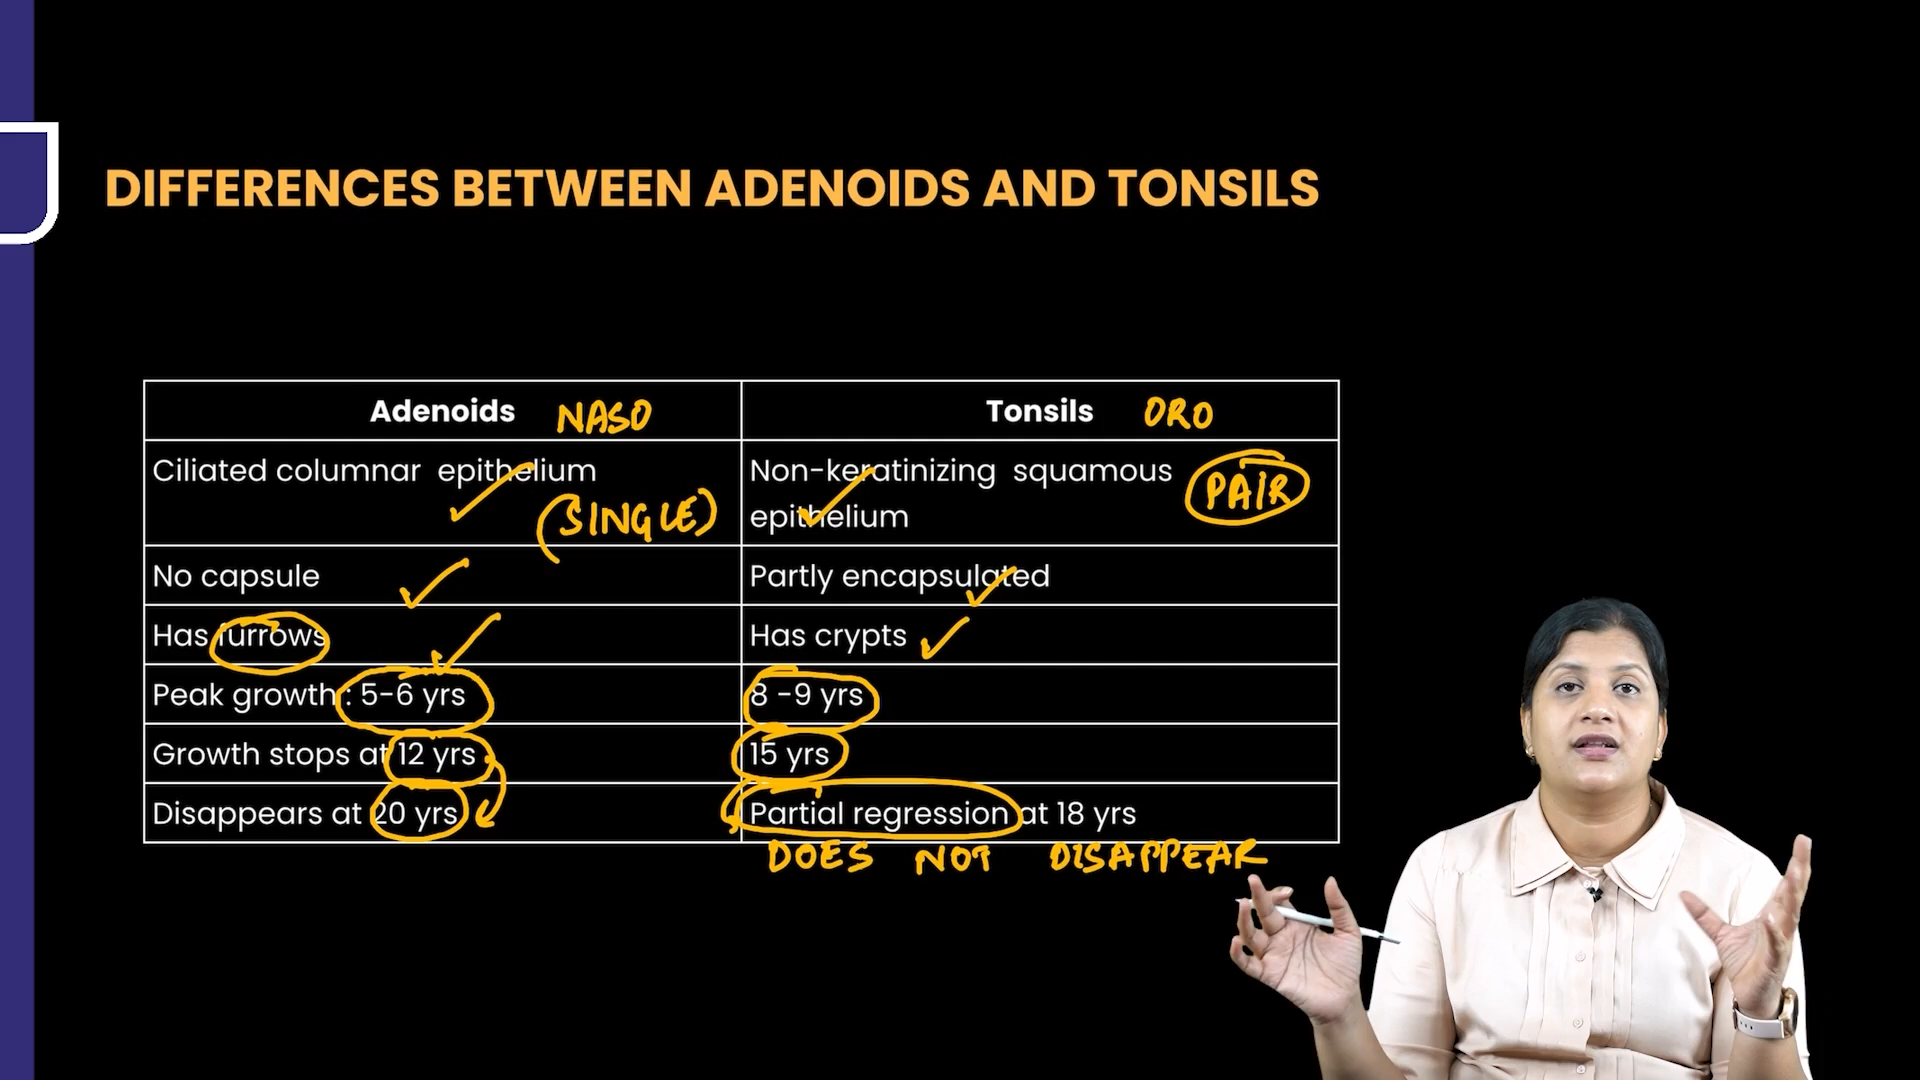 DIFFERENCES BETWEEN ADENOIDS AND TONSILS
Adenoids NASO
Tonsils ORO
Ciliated columnar epithelium
(SINGLE)
Non-keratinizing squamous
epithelium
PAIR
No capsule
Partly encapsulated
Has furrows
Has crypts
Peak growth : 5-6 yrs
8 -9 yrs
Growth stops at 12 yrs
15 yrs
Disappears at 20 yrs
Partial regression at 18 yrs
DOES NOT DISAPPEAR